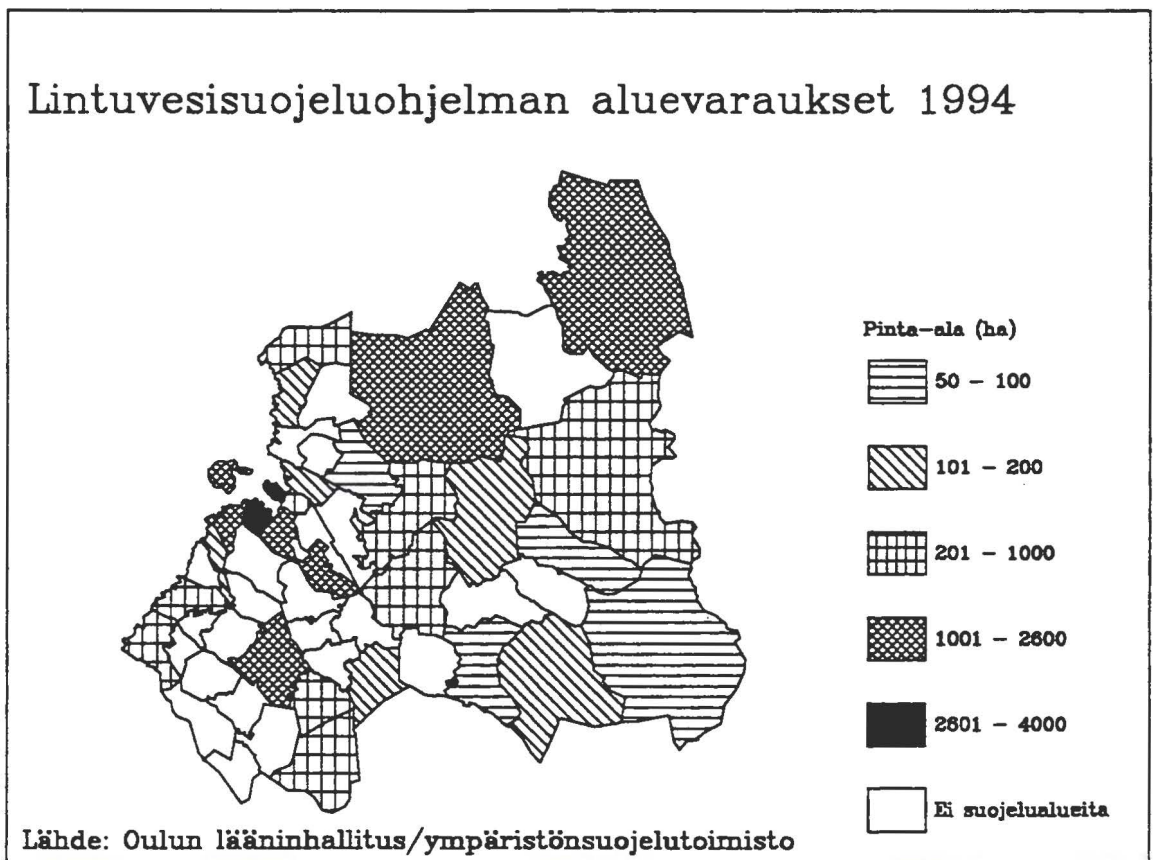 Lintuvesisuojeluohjelman aluevaraukset 1994
Pinta-ala (ha)
50 - 100
101 - 200
201 - 1000
1001 - 2600
2601 - 4000
Ei suojelualueita
Lähde: Oulun lääninhallitus/ympäristönsuojelutoimisto